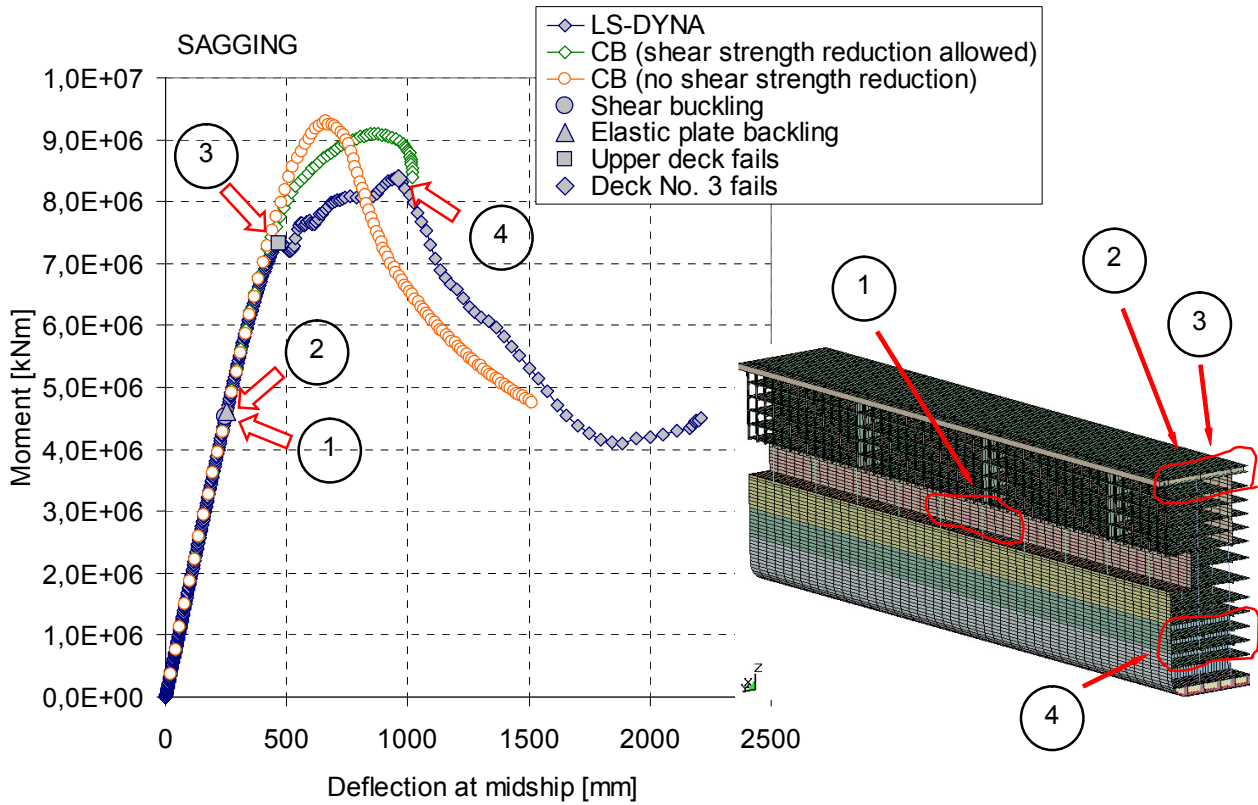 SAGGING
LS-DYNA
CB (shear strength reduction allowed)
CB (no shear strength reduction)
Shear buckling
Elastic plate backling
Upper deck fails
Deck No. 3 fails
Moment [kNm]
1,0E+07
9,0E+06
8,0E+06
7,0E+06
6,0E+06
5,0E+06
4,0E+06
3,0E+06
2,0E+06
1,0E+06
0,0E+00
0 500 1000 1500 2000 2500
Deflection at midship [mm]
3
4
2
1
1
2
3
4
Z